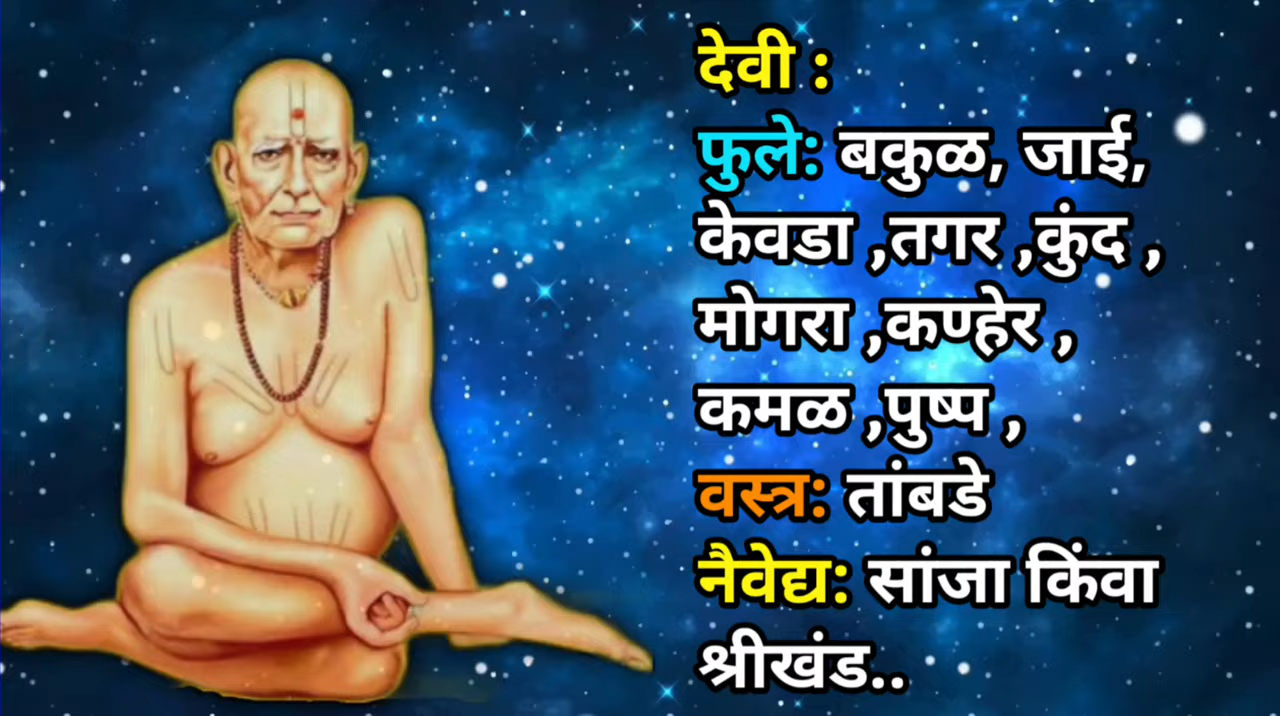 देवी :
फुले: बकुळ, जाई,
केवडा ,तगर ,कुंद ,
मोगरा ,कण्हेर ,
कमळ ,पुष्प ,
वस्त्र: तांबडे
नैवेद्य: सांजा किंवा
श्रीखंड..